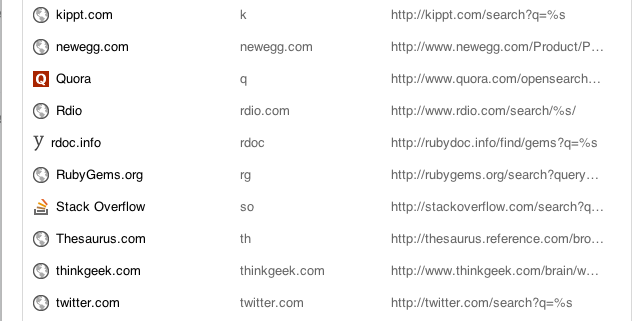 kippt.com k http://kippt.com/search?q=%s
newegg.com newegg.com http://www.newegg.com/Product/P…
Quora q http://www.quora.com/opensearch…
Rdio rdio.com http://www.rdio.com/search/%s/
rdoc.info rdoc http://rubydoc.info/find/gems?q=%s
RubyGems.org rg http://rubygems.org/search?query…
Stack Overflow so http://stackoverflow.com/search?q…
Thesaurus.com th http://thesaurus.reference.com/bro…
thinkgeek.com thinkgeek.com http://www.thinkgeek.com/brain/w…
twitter.com twitter.com http://twitter.com/search?q=%s